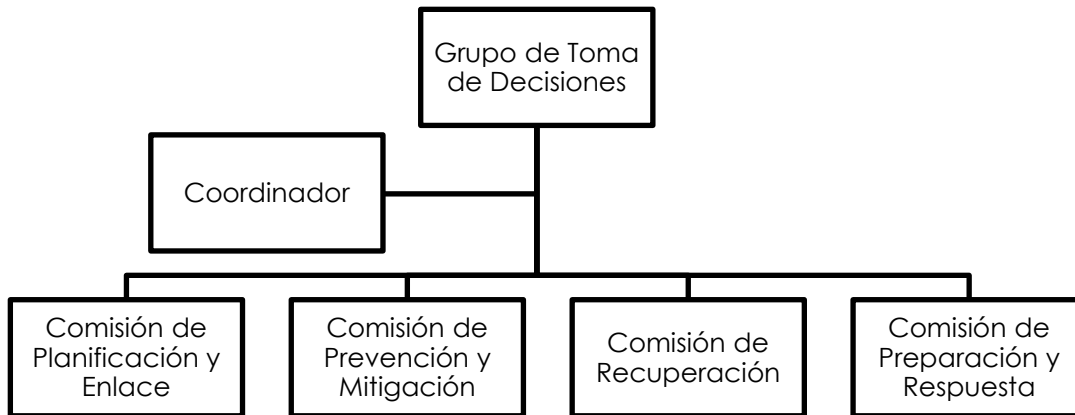 Grupo de Toma
de Decisiones
Coordinador
Comisión de
Planificación y
Enlace
Comisión de
Prevención y
Mitigación
Comisión de
Recuperación
Comisión de
Preparación y
Respuesta